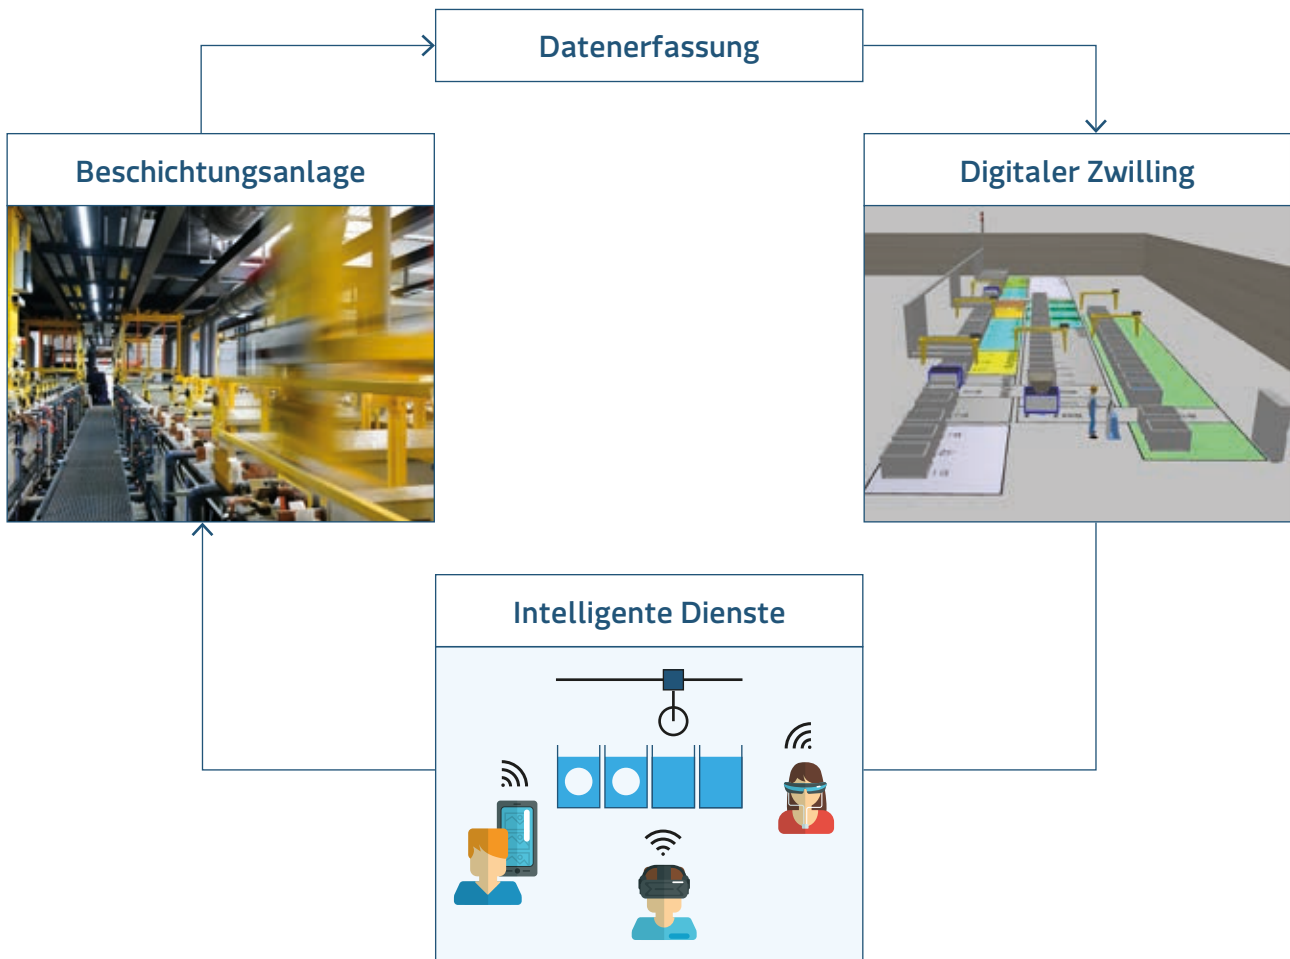 Datenerfassung
Beschichtungsanlage
Digitaler Zwilling
Intelligente Dienste